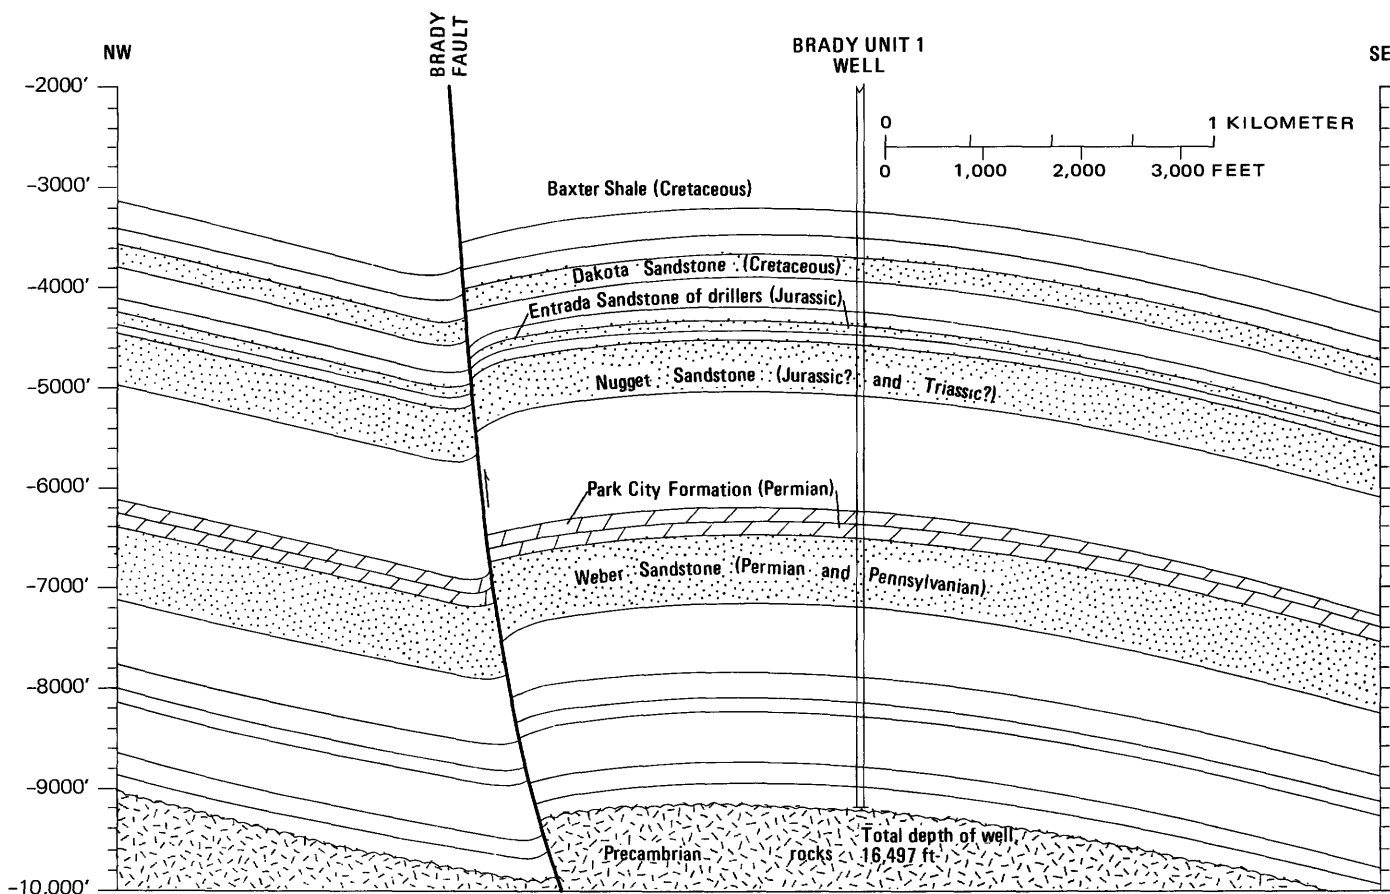 NW
BRADY
FAULT
BRADY UNIT 1
WELL
SE
-2000'
0
1 KILOMETER
0
1,000
2,000
3,000 FEET
-3000'
Baxter Shale (Cretaceous)
Dakota Sandstone (Cretaceous)
-4000'
Entrada Sandstone of drillers (Jurassic)
-5000'
Nugget Sandstone (Jurassic? and Triassic?)
-6000'
Park City Formation (Permian)
-7000'
Weber Sandstone (Permian and Pennsylvanian)
-8000'
-9000'
Total depth of well,
16,497 ft
Precambrian rocks
-10.000'